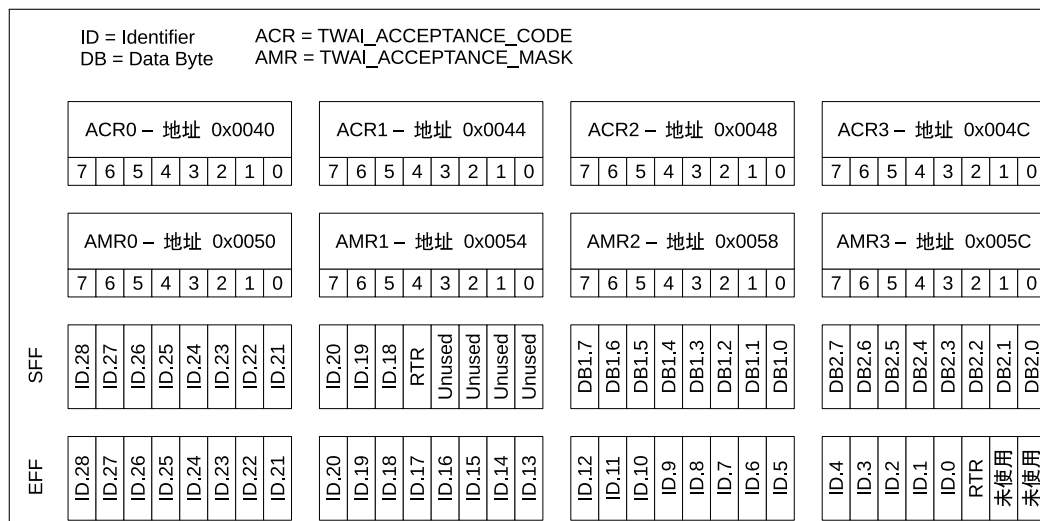 ID = Identifier ACR = TWAI_ACCEPTANCE_CODE
DB = Data Byte AMR = TWAI_ACCEPTANCE_MASK
ACR0 – 地址 0x0040 ACR1 – 地址 0x0044 ACR2 – 地址 0x0048 ACR3 – 地址 0x004C
7 6 5 4 3 2 1 0 7 6 5 4 3 2 1 0 7 6 5 4 3 2 1 0 7 6 5 4 3 2 1 0
AMR0 – 地址 0x0050 AMR1 – 地址 0x0054 AMR2 – 地址 0x0058 AMR3 – 地址 0x005C
7 6 5 4 3 2 1 0 7 6 5 4 3 2 1 0 7 6 5 4 3 2 1 0 7 6 5 4 3 2 1 0
SFF ID.28 ID.27 ID.26 ID.25 ID.24 ID.23 ID.22 ID.21 ID.20 ID.19 ID.18 RTR Unused Unused Unused Unused DB1.7 DB1.6 DB1.5 DB1.4 DB1.3 DB1.2 DB1.1 DB1.0 DB2.7 DB2.6 DB2.5 DB2.4 DB2.3 DB2.2 DB2.1 DB2.0
EFF ID.28 ID.27 ID.26 ID.25 ID.24 ID.23 ID.22 ID.21 ID.20 ID.19 ID.18 ID.17 ID.16 ID.15 ID.14 ID.13 ID.12 ID.11 ID.10 ID.9 ID.8 ID.7 ID.6 ID.5 ID.4 ID.3 ID.2 ID.1 ID.0 RTR 未使用 未使用